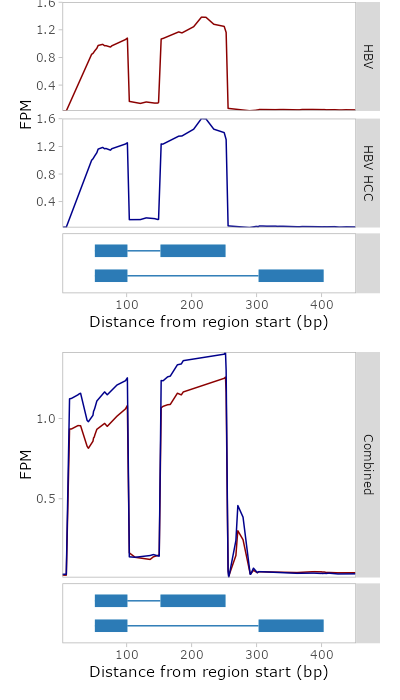 1.6
1.2
0.8
0.4
HBV
FPM
1.6
1.2
0.8
0.4
HBV HCC
100 200 300 400
Distance from region start (bp)
1.0
0.5
FPM
Combined
100 200 300 400
Distance from region start (bp)